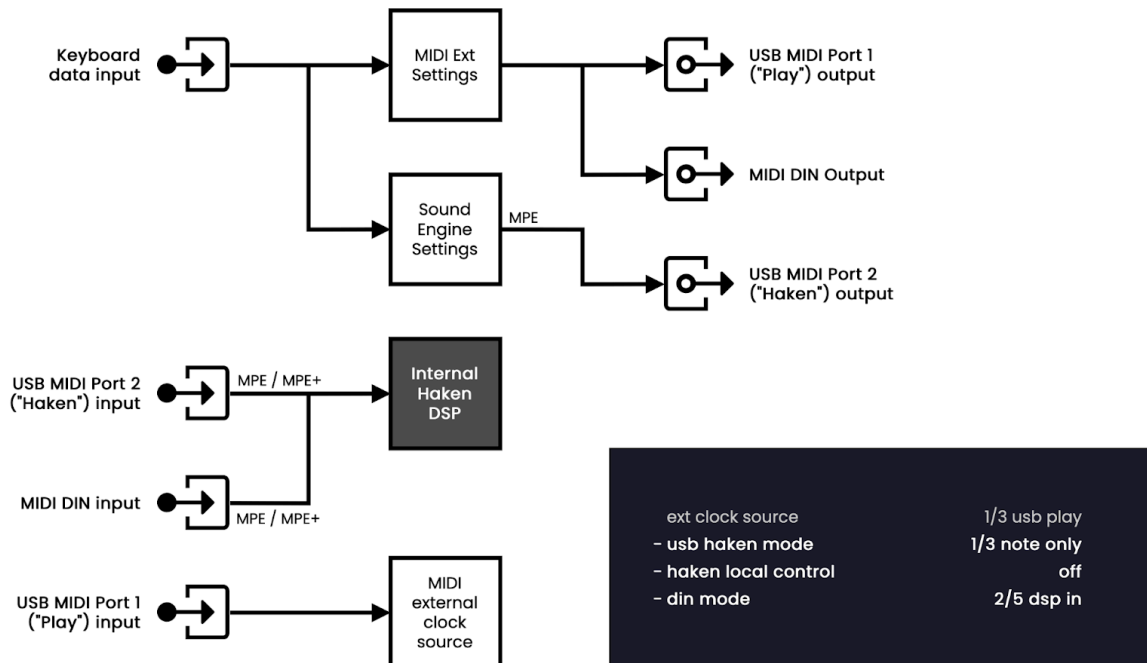 Keyboard
data input
MIDI Ext
Settings
USB MIDI Port 1
("Play") output
MIDI DIN Output
Sound
Engine
Settings
MPE
USB MIDI Port 2
("Haken") output
USB MIDI Port 2
("Haken") input
MPE / MPE+
Internal
Haken
DSP
MIDI DIN input
MPE / MPE+
USB MIDI Port 1
("Play") input
MIDI
external
clock
source
ext clock source 1/3 usb play
- usb haken mode 1/3 note only
- haken local control off
- din mode 2/5 dsp in